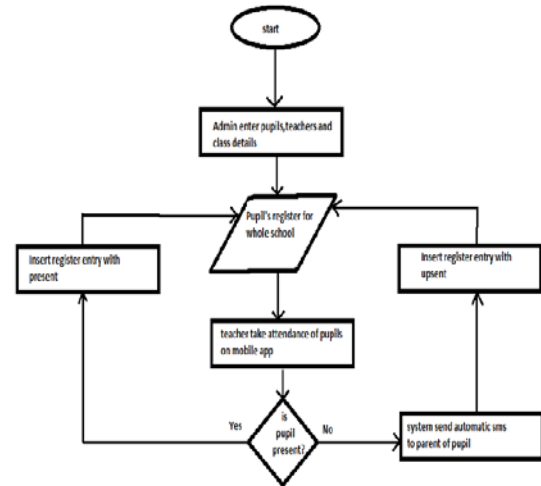 start
Admin enter pupils,teachers and
class details
Pupil's register for
whole school
Insert register entry with
present
Insert register entry with
upsent
teacher take attendance of pupils
on mobile app
is
pupil
present?
Yes
No
system send automatic sms
to parent of pupil